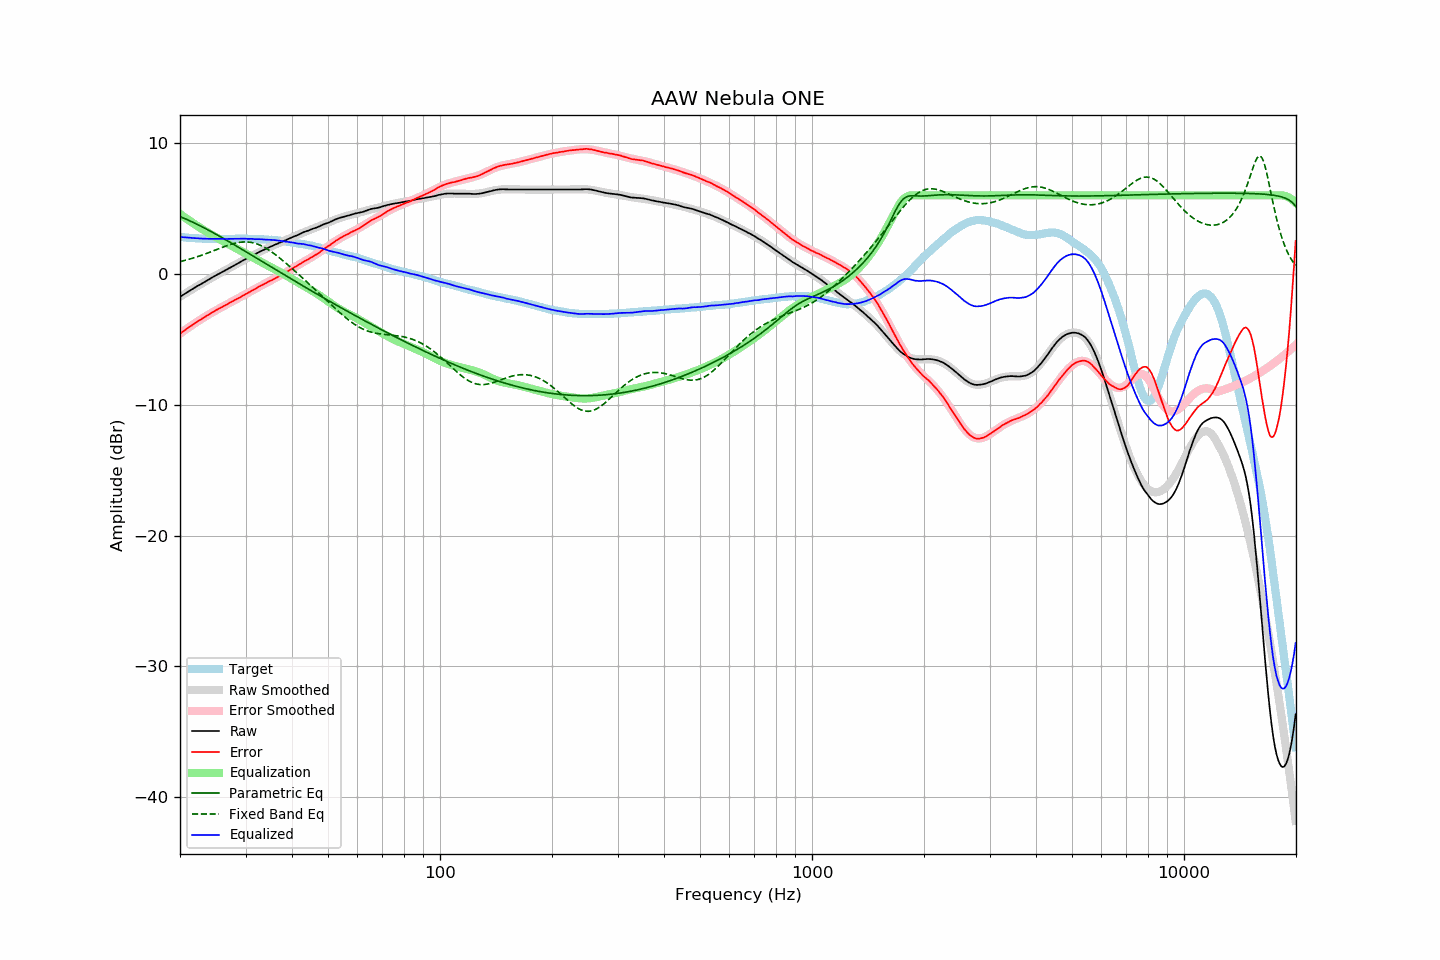 AAW Nebula ONE
Amplitude (dBr)
10
0
−10
−20
−30
−40
Target
Raw Smoothed
Error Smoothed
Raw
Error
Equalization
Parametric Eq
Fixed Band Eq
Equalized
100
1000
10000
Frequency (Hz)